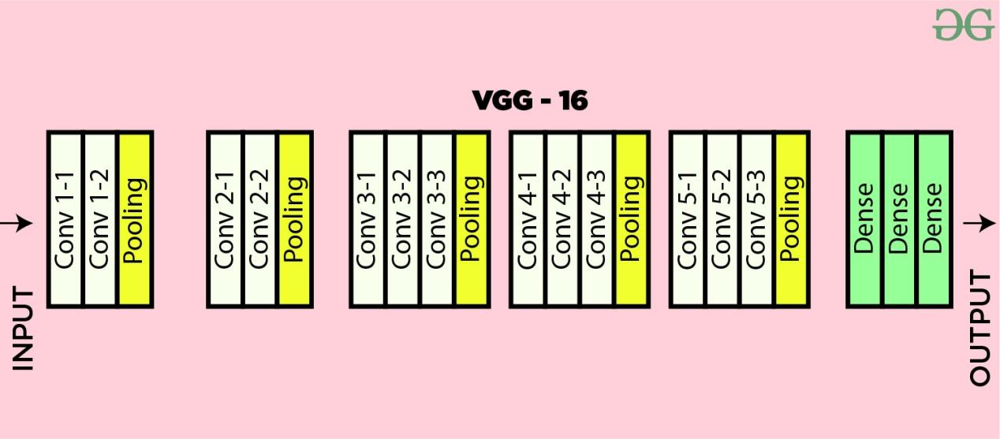 VGG - 16
INPUT
Conv 1-1
Conv 1-2
Pooling
Conv 2-1
Conv 2-2
Pooling
Conv 3-1
Conv 3-2
Conv 3-3
Pooling
Conv 4-1
Conv 4-2
Conv 4-3
Pooling
Conv 5-1
Conv 5-2
Conv 5-3
Pooling
Dense
Dense
Dense
OUTPUT